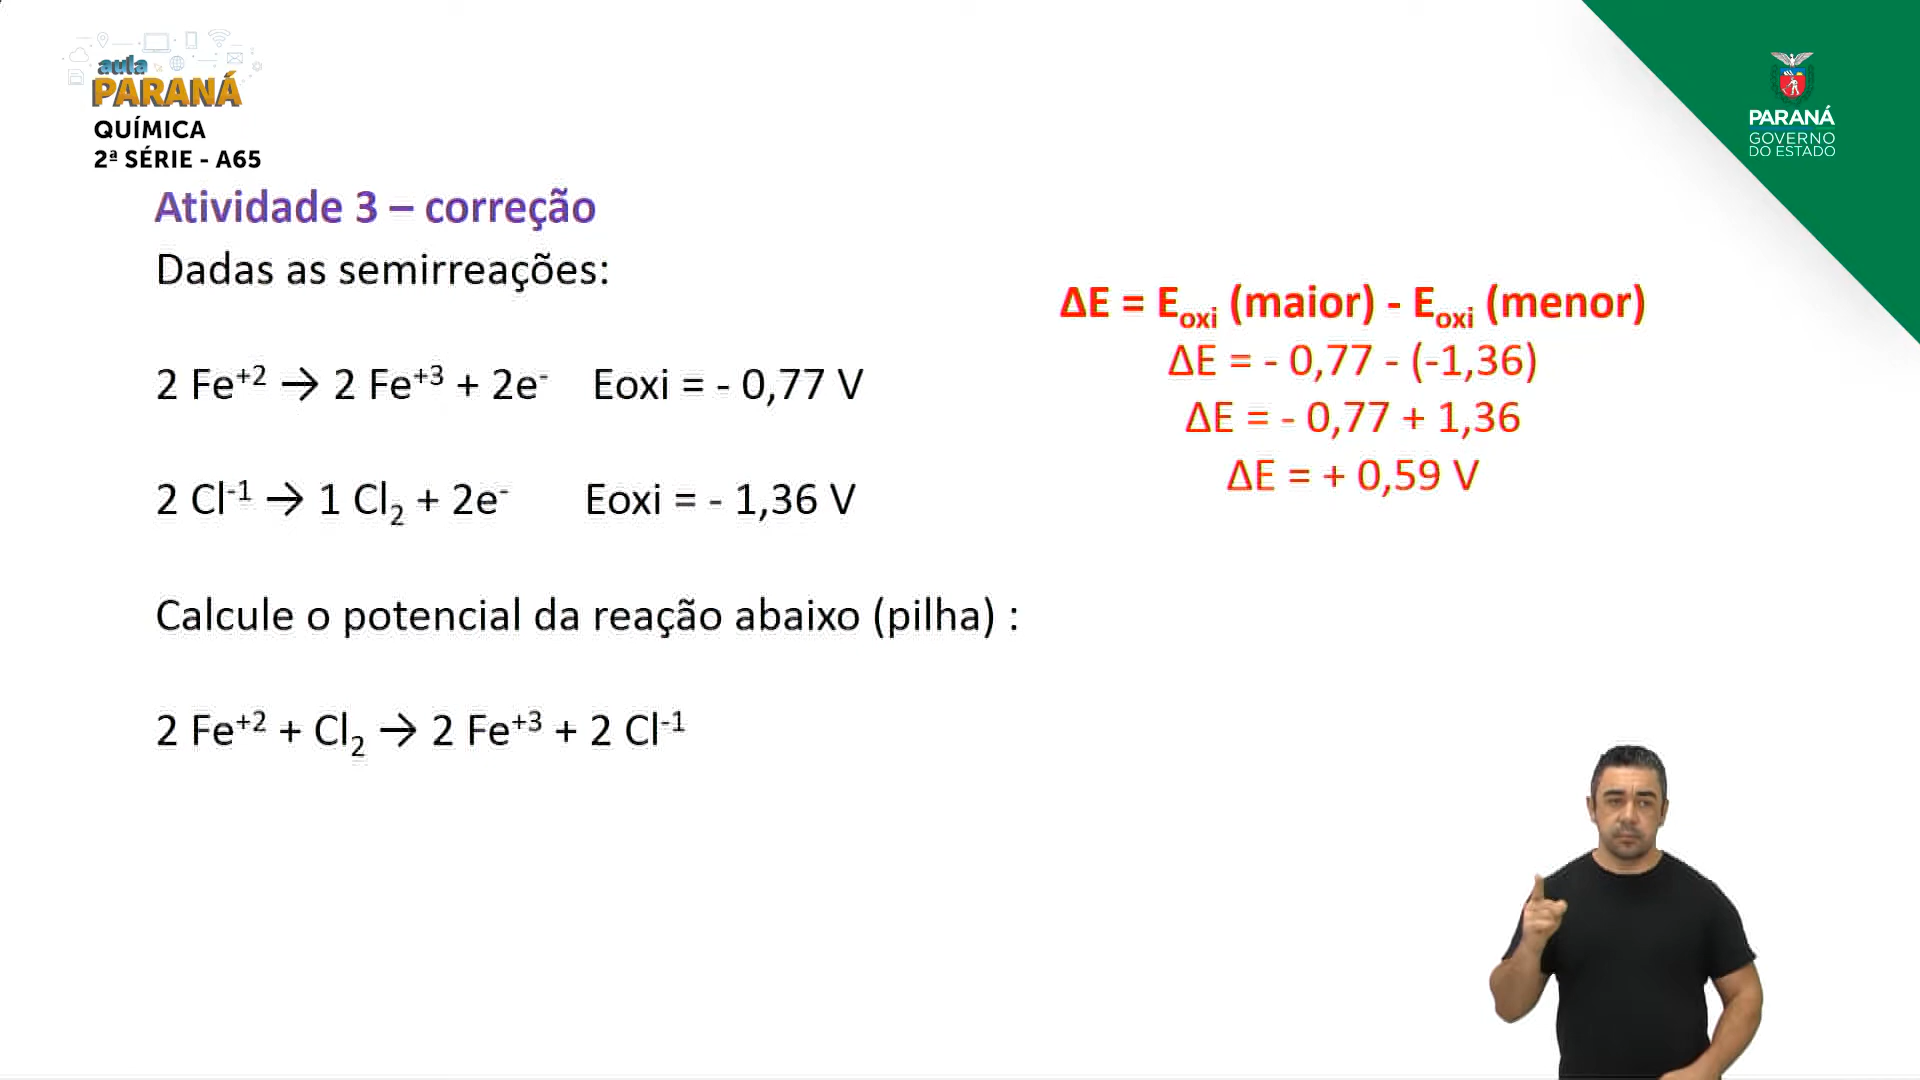 aula
PARANÁ
QUÍMICA
2ª SÉRIE - A65
PARANÁ
GOVERNO
DO ESTADO
Atividade 3 – correção
Dadas as semirreações:
2 Fe⁺² → 2 Fe⁺³ + 2e⁻ Eoxi = - 0,77 V
2 Cl⁻¹ → 1 Cl₂ + 2e⁻ Eoxi = - 1,36 V
Calcule o potencial da reação abaixo (pilha) :
2 Fe⁺² + Cl₂ → 2 Fe⁺³ + 2 Cl⁻¹
ΔE = Eoxi (maior) - Eoxi (menor)
ΔE = - 0,77 - (-1,36)
ΔE = - 0,77 + 1,36
ΔE = + 0,59 V